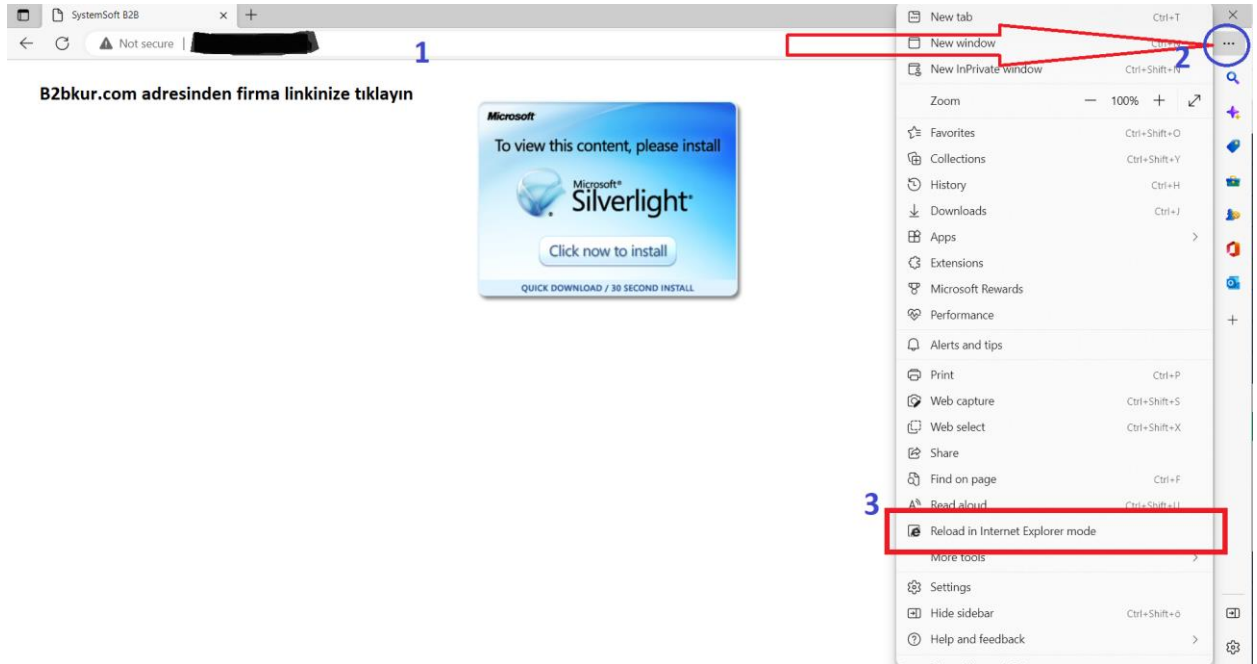 SystemSoft B2B
Not secure
1
2
B2bkur.com adresinden firma linkinize tıklayın
Microsoft
To view this content, please install
Microsoft®
Silverlight
Click now to install
QUICK DOWNLOAD / 30 SECOND INSTALL
New tab Ctrl+T
New window Ctrl+N
New InPrivate window Ctrl+Shift+N
Zoom 100%
Favorites Ctrl+Shift+O
Collections Ctrl+Shift+Y
History Ctrl+H
Downloads Ctrl+J
Apps
Extensions
Microsoft Rewards
Performance
Alerts and tips
Print Ctrl+P
Web capture Ctrl+Shift+S
Web select Ctrl+Shift+X
Share
Find on page Ctrl+F
3
Read aloud Ctrl+Shift+U
Reload in Internet Explorer mode
More tools
Settings
Hide sidebar Ctrl+Shift+ö
Help and feedback